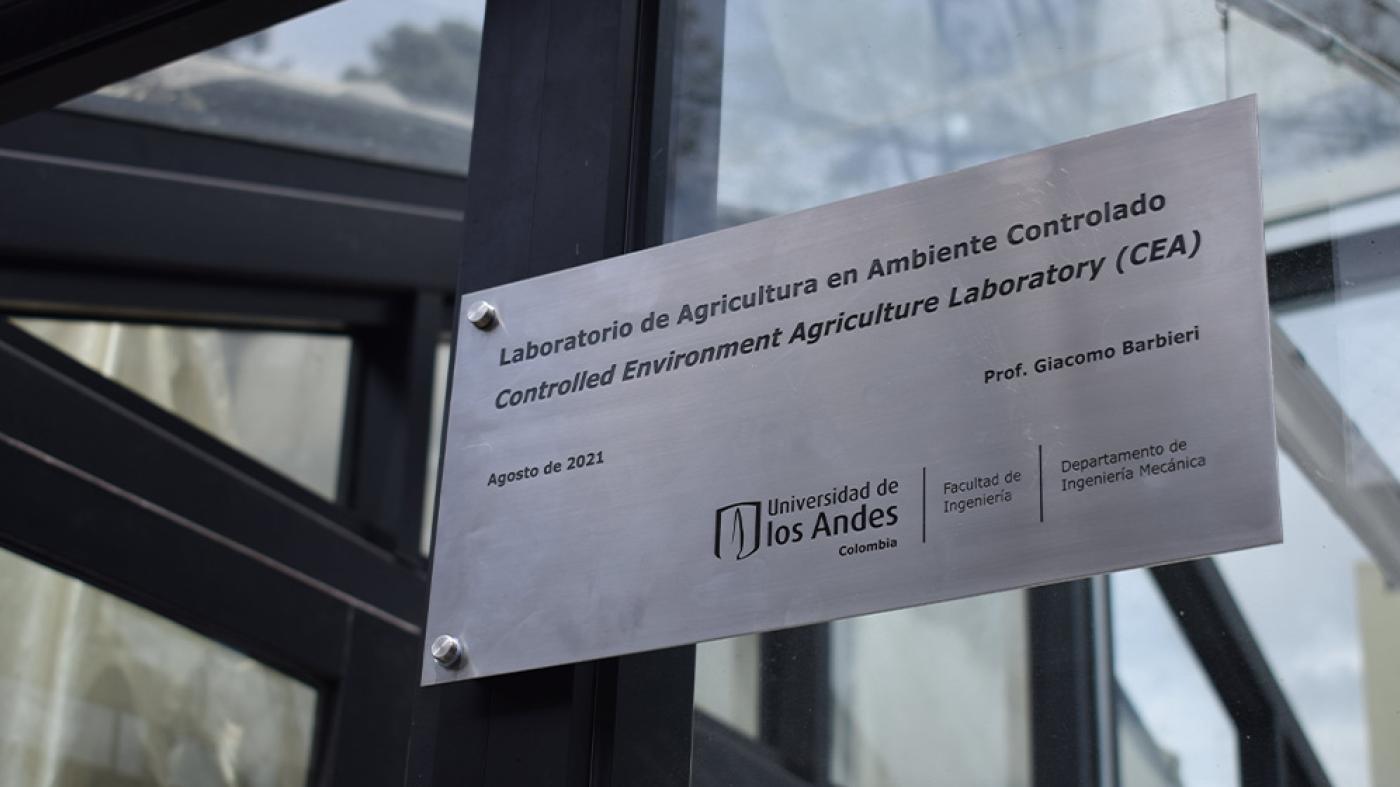 Laboratorio de Agricultura en Ambiente Controlado
Controlled Environment Agriculture Laboratory (CEA)
Prof. Giacomo Barbieri
Agosto de 2021
Universidad de
los Andes
Colombia
Facultad de
Ingeniería
Departamento de
Ingeniería Mecánica